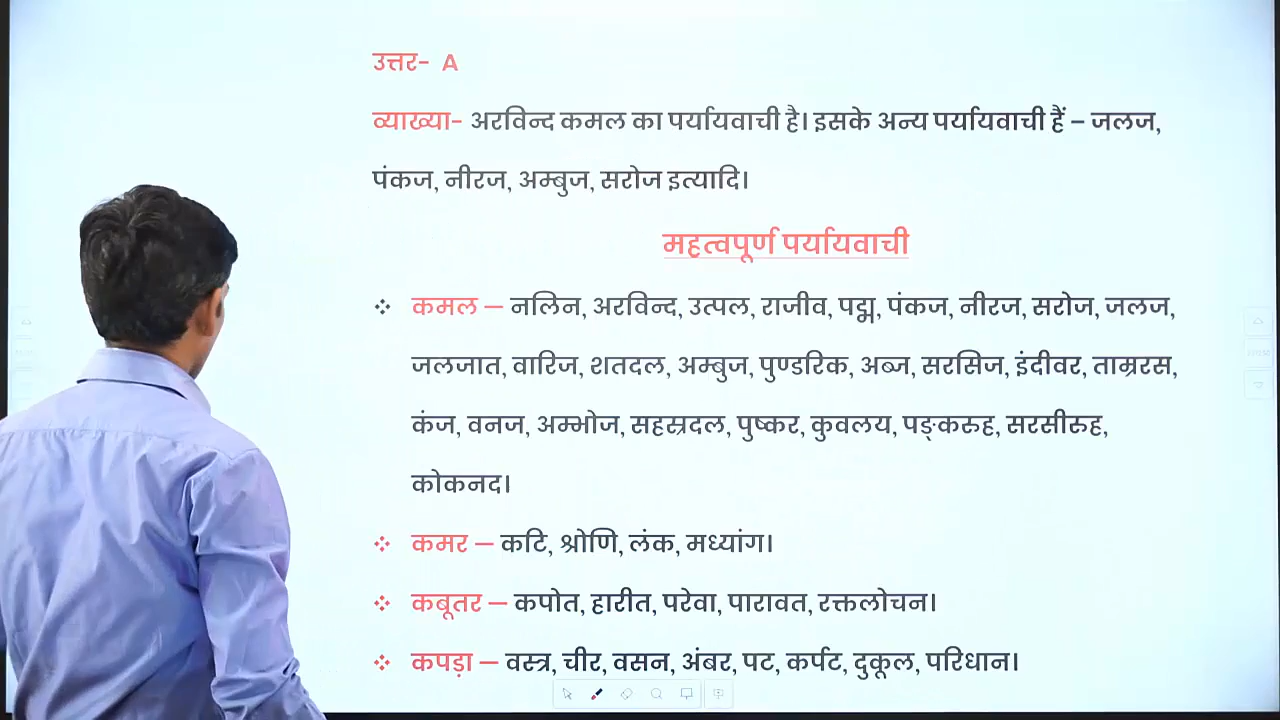 उत्तर- A
व्याख्या- अरविन्द कमल का पर्यायवाची है। इसके अन्य पर्यायवाची हैं – जलज,
पंकज, नीरज, अम्बुज, सरोज इत्यादि।
महत्वपूर्ण पर्यायवाची
कमल — नलिन, अरविन्द, उत्पल, राजीव, पद्म, पंकज, नीरज, सरोज, जलज,
जलजात, वारिज, शतदल, अम्बुज, पुण्डरिक, अब्ज, सरसिज, इंदीवर, ताम्ररस,
कंज, वनज, अम्भोज, सहस्रदल, पुष्कर, कुवलय, पङ्करुह, सरसीरुह,
कोकनद।
कमर — कटि, श्रोणि, लंक, मध्यांग।
कबूतर — कपोत, हारीत, परेवा, पारावत, रक्तलोचन।
कपड़ा — वस्त्र, चीर, वसन, अंबर, पट, कर्पट, दुकूल, परिधान।